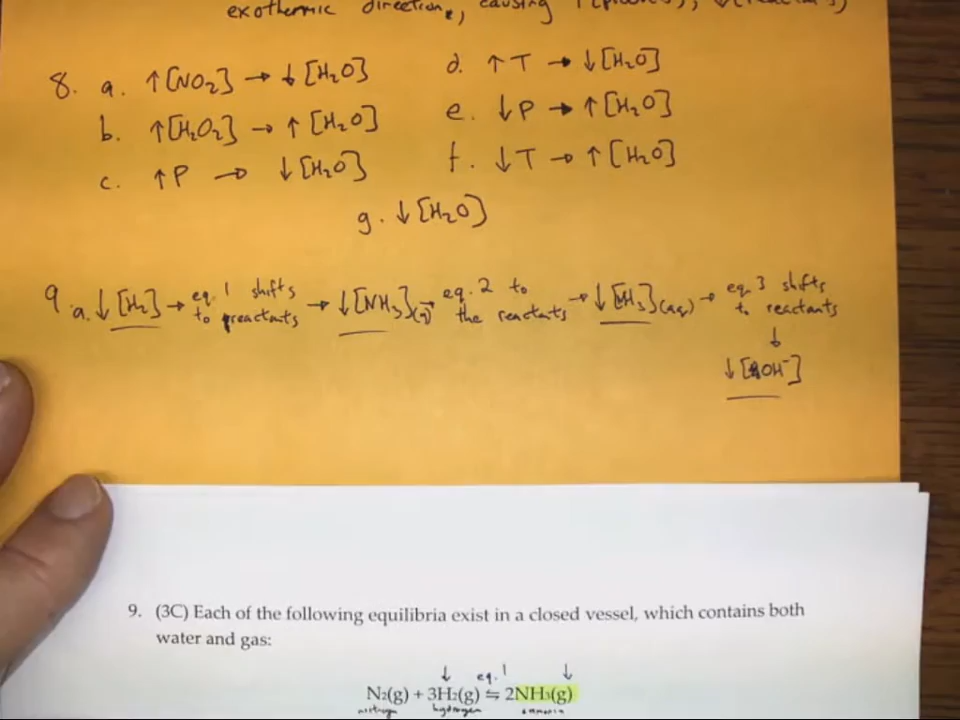 exothermic direction, causing
8. a. ↑[NO₂] → ↓[H₂O]
b. ↑[H₂O₂] → ↑[H₂O]
c. ↑P → ↓[H₂O]
d. ↑T → ↓[H₂O]
e. ↓P → ↑[H₂O]
f. ↓T → ↑[H₂O]
g. ↓[H₂O]
9. a. ↓[H₂] → eq. 1 shifts to reactants → ↓[NH₃](g) → eq. 2 to the reactants → ↓[NH₃](aq) → eq. 3 shifts to reactants
↓
↓[OH⁻]
9. (3C) Each of the following equilibria exist in a closed vessel, which contains both
water and gas:
↓ eq. 1 ↓
N₂(g) + 3H₂(g) ⇋ 2NH₃(g)
nitrogen hydrogen ammonia